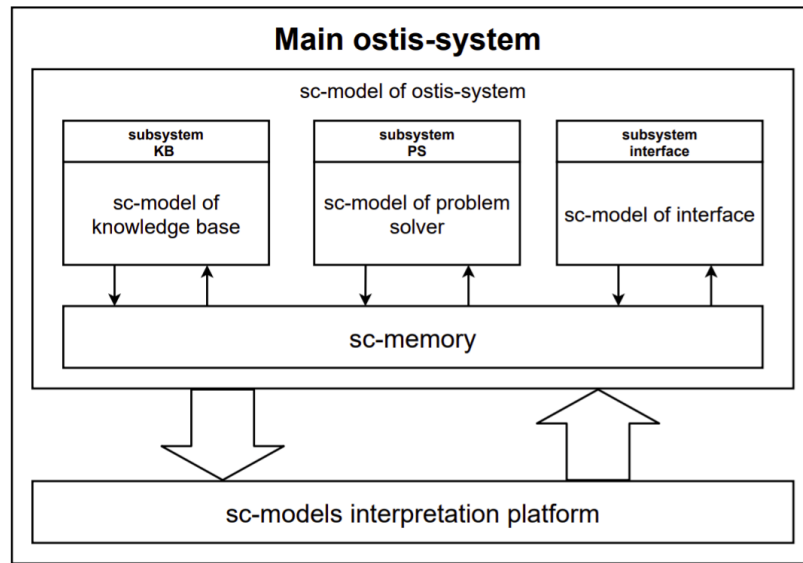 Main ostis-system
sc-model of ostis-system
subsystem
KB
sc-model of
knowledge base
subsystem
PS
sc-model of problem
solver
subsystem
interface
sc-model of interface
sc-memory
sc-models interpretation platform